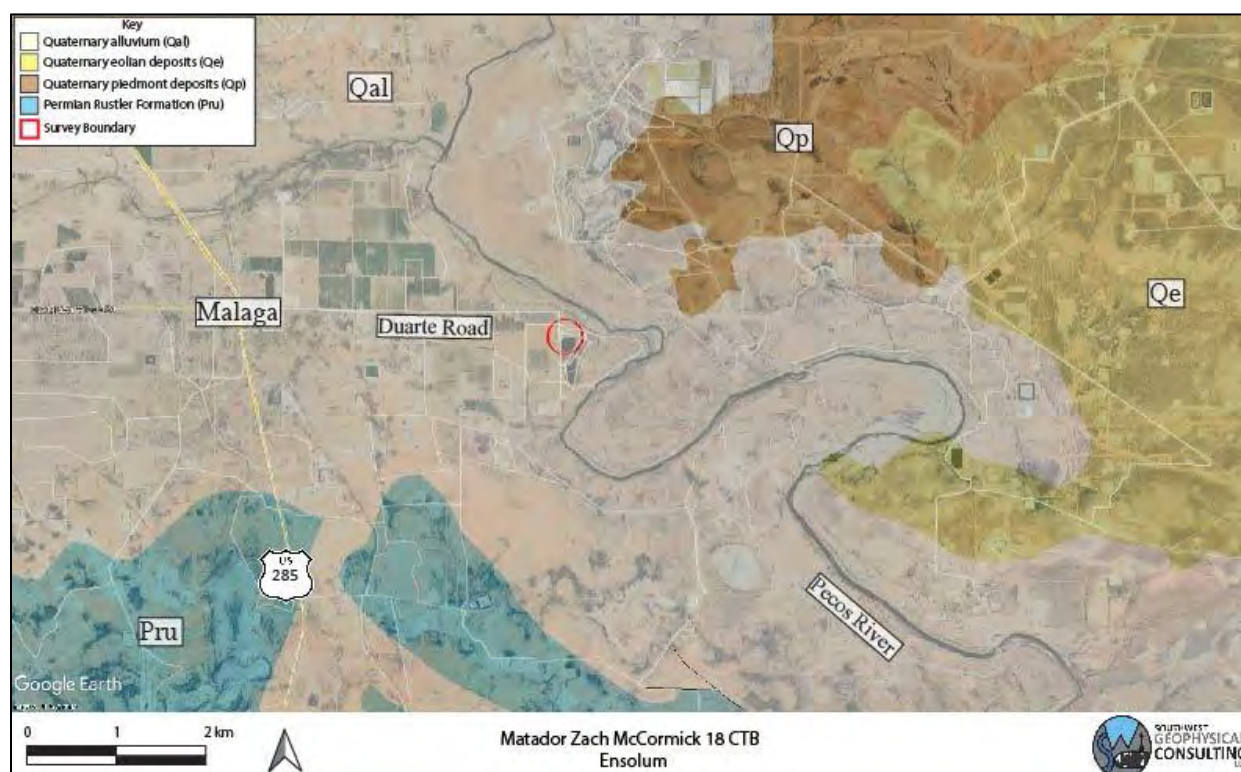 Key
Quaternary alluvium (Qal)
Quaternary eolian deposits (Qe)
Quaternary piedmont deposits (Qp)
Permian Rustler Formation (Pru)
Survey Boundary
Qal
Qp
Qe
Malaga
Duarte Road
US
285
Pru
Pecos River
Google Earth
0 1 2 km
Matador Zach McCormick 18 CTB
Ensolum
SOUTHWEST
GEOPHYSICAL
CONSULTING